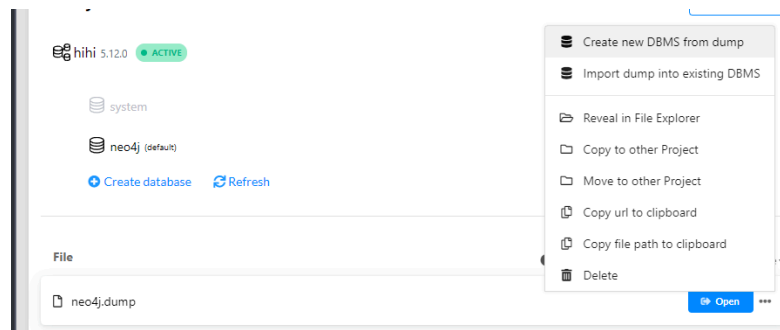 hihi 5.12.0 ACTIVE
system
neo4j (default)
Create database Refresh
File
neo4j.dump
Open
Create new DBMS from dump
Import dump into existing DBMS
Reveal in File Explorer
Copy to other Project
Move to other Project
Copy url to clipboard
Copy file path to clipboard
Delete